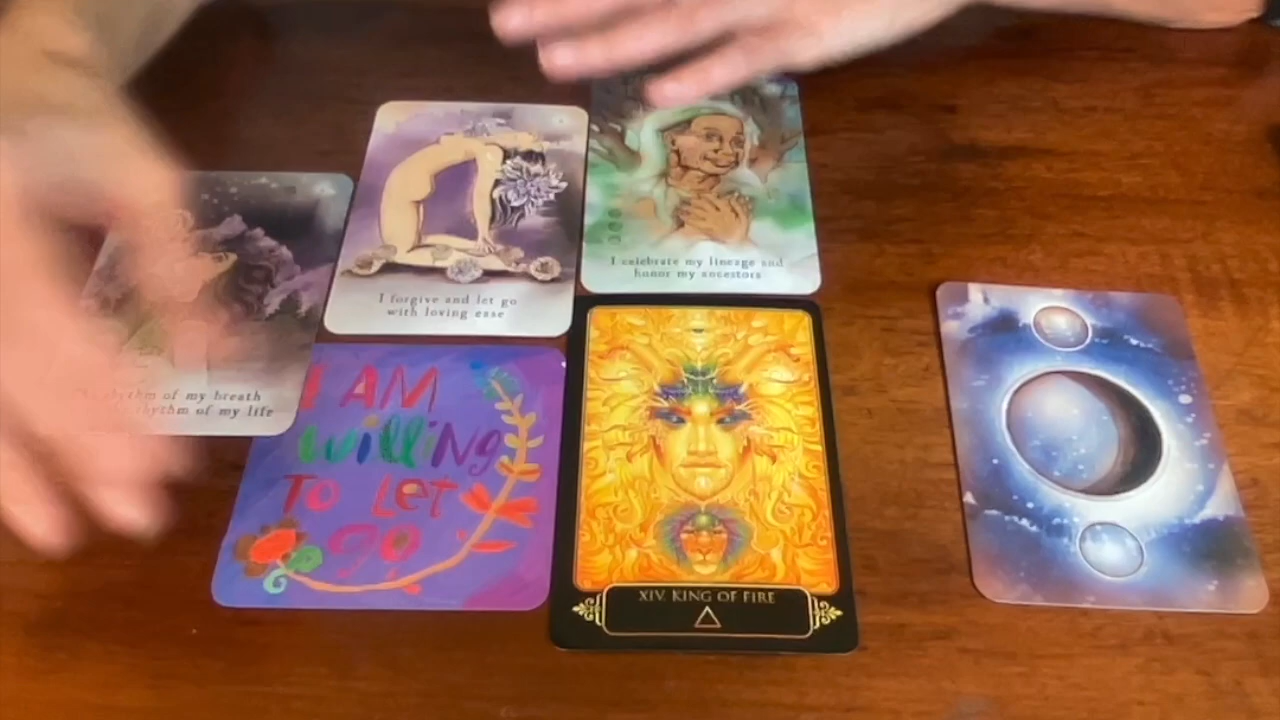 I forgive and let go
with loving ease
I celebrate my lineage and
honor my ancestors
rhythm of my breath
rhythm of my life
I AM
willing
TO LET
go
XIV. KING OF FIRE